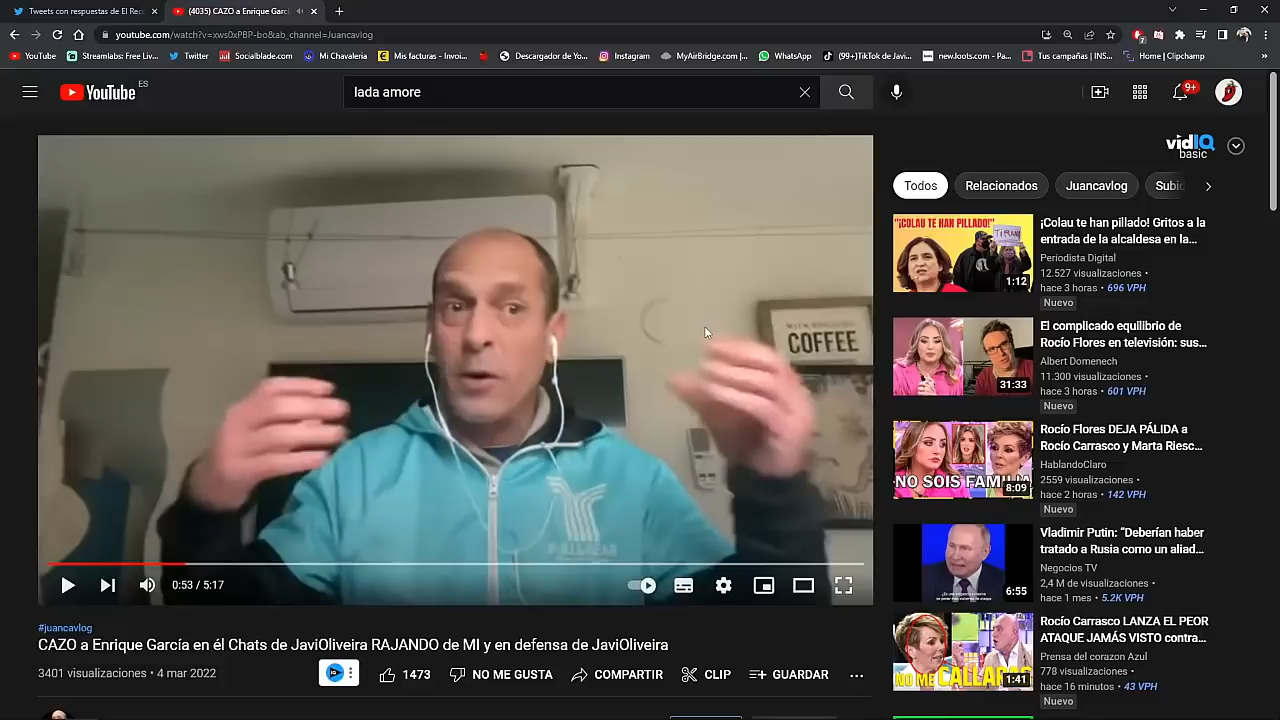 Tweets con respuestas de El Rec
(4035) CAZO a Enrique Garcí
youtube.com/watch?v=xws0xPBP-bo&ab_channel=Juancavlog
YouTube
Streamlabs: Free Liv...
Twitter
Socialblade.com
Mi Chavaleria
Mis facturas - Invoi...
Descargador de Yo...
Instagram
MyAirBridge.com |...
WhatsApp
(99+)TikTok de Javi...
new.loots.com - Pa...
Tus campañas | INS...
Home | Clipchamp
YouTube ES
lada amore
9+
vidIQ
basic
Todos
Relacionados
Juancavlog
Subic
COFFEE
PULL&BEAR
0:53 / 5:17
#juancavlog
CAZO a Enrique García en él Chats de JaviOliveira RAJANDO de MI y en defensa de JaviOliveira
3401 visualizaciones • 4 mar 2022
1473
NO ME GUSTA
COMPARTIR
CLIP
GUARDAR
"¡COLAU TE HAN PILLADO!"
1:12
¡Colau te han pillado! Gritos a la
entrada de la alcaldesa en la...
Periodista Digital
12.527 visualizaciones •
hace 3 horas • 696 VPH
Nuevo
31:33
El complicado equilibrio de
Rocío Flores en televisión: sus...
Albert Domenech
11.300 visualizaciones •
hace 3 horas • 601 VPH
Nuevo
NO SOIS FAMILIA
8:09
Rocío Flores DEJA PÁLIDA a
Rocío Carrasco y Marta Riesc...
HablandoClaro
2559 visualizaciones •
hace 2 horas • 142 VPH
Nuevo
6:55
Vladimir Putin: “Deberían haber
tratado a Rusia como un aliad...
Negocios TV
2,4 M de visualizaciones •
hace 1 mes • 5.2K VPH
NO ME CALLARÁS
1:41
Rocío Carrasco LANZA EL PEOR
ATAQUE JAMÁS VISTO contra...
Prensa del corazon Azul
778 visualizaciones •
hace 16 minutos • 43 VPH
Nuevo